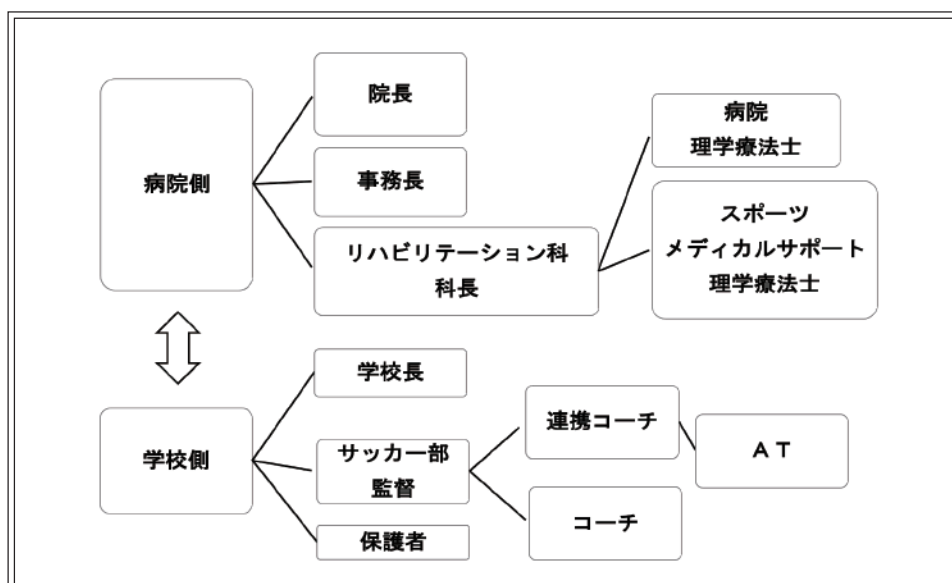 病院側
院長
事務長
リハビリテーション科
科長
病院
理学療法士
スポーツ
メディカルサポート
理学療法士
学校側
学校長
サッカー部
監督
保護者
連携コーチ
コーチ
ＡＴ